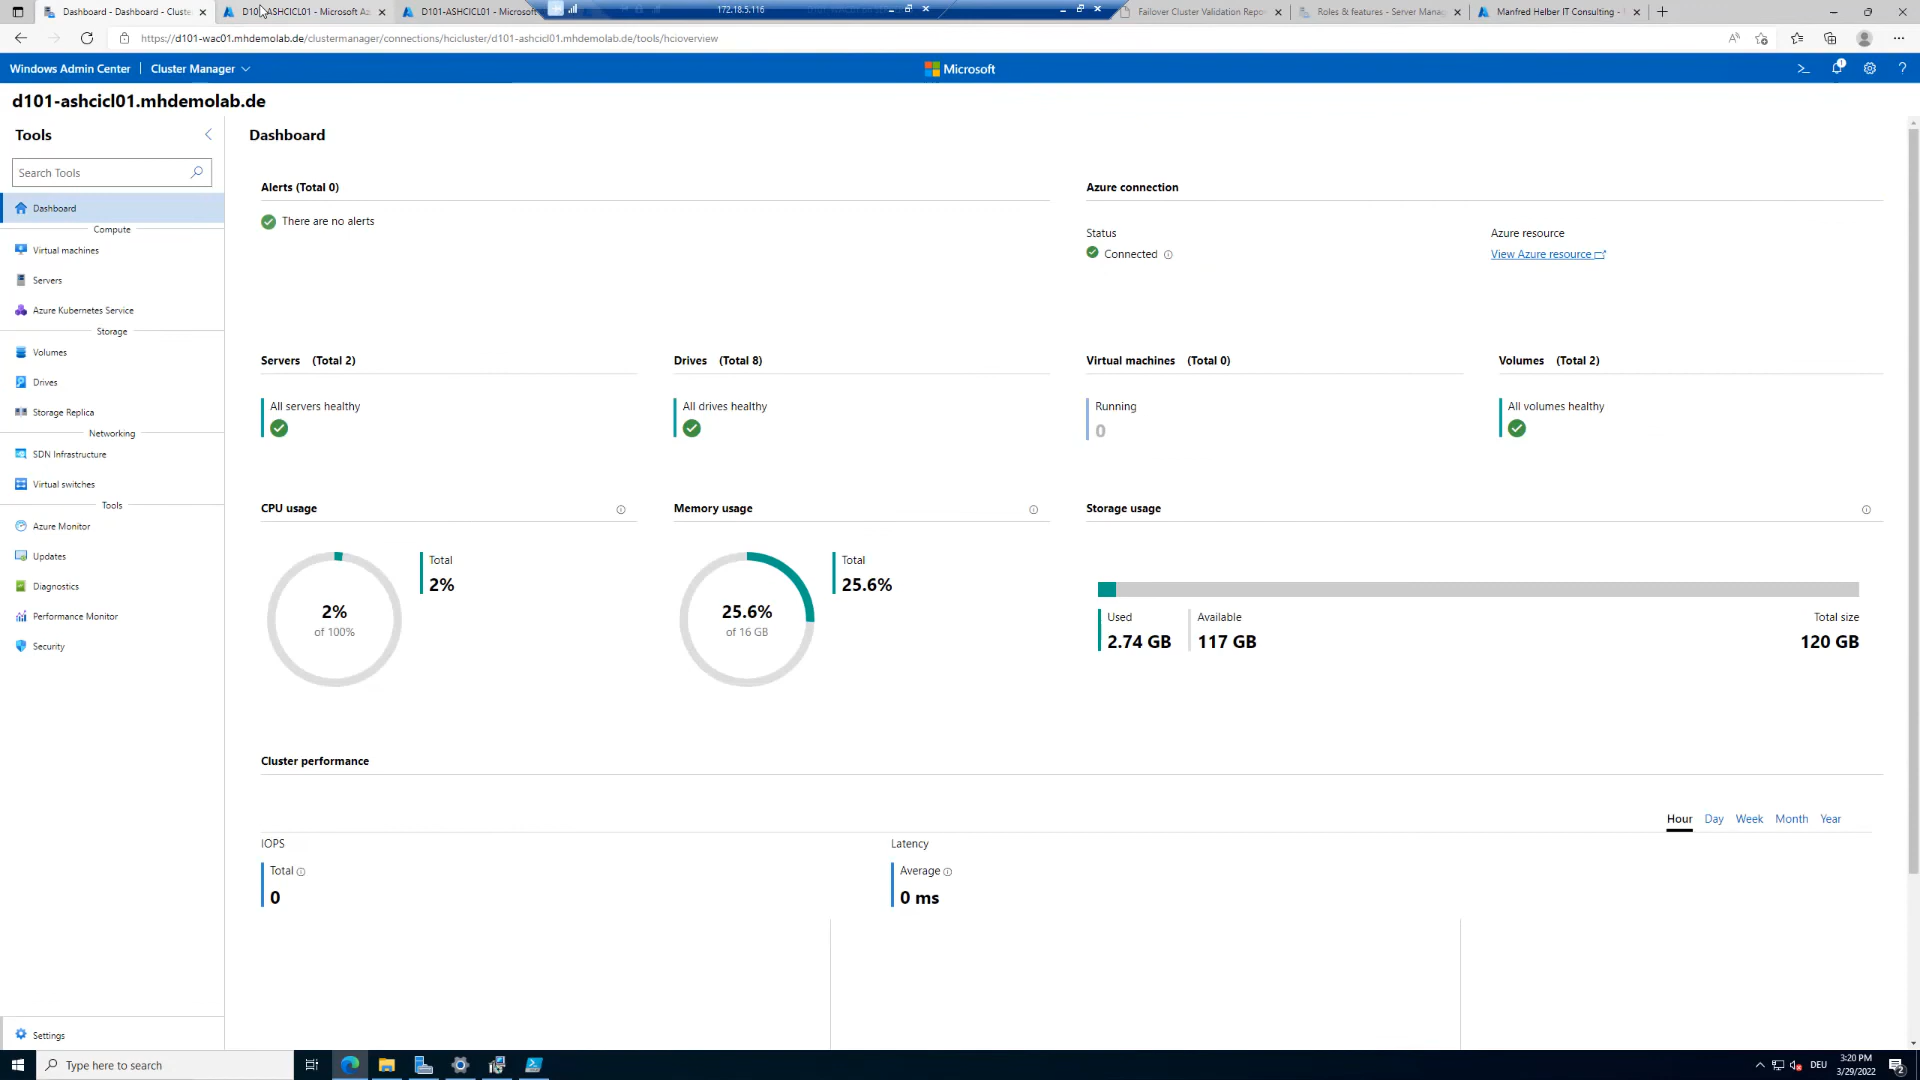 Dashboard - Dashboard - Cluste
D101-ASHCICL01 - Microsoft Az
D101-ASHCICL01 - Microsoft
172.18.5.116
Failover Cluster Validation Repo
Roles & features - Server Manag
Manfred Helber IT Consulting -
https://d101-wac01.mhdemolab.de/clustermanager/connections/hcicluster/d101-ashcicl01.mhdemolab.de/tools/hcioverview
Windows Admin Center
Cluster Manager
Microsoft
d101-ashcicl01.mhdemolab.de
Tools
Search Tools
Dashboard
Compute
Virtual machines
Servers
Azure Kubernetes Service
Storage
Volumes
Drives
Storage Replica
Networking
SDN Infrastructure
Virtual switches
Tools
Azure Monitor
Updates
Diagnostics
Performance Monitor
Security
Settings
Dashboard
Alerts (Total 0)
There are no alerts
Azure connection
Status
Connected
Azure resource
View Azure resource
Servers (Total 2)
All servers healthy
Drives (Total 8)
All drives healthy
Virtual machines (Total 0)
Running
0
Volumes (Total 2)
All volumes healthy
CPU usage
2%
of 100%
Total
2%
Memory usage
25.6%
of 16 GB
Total
25.6%
Storage usage
Used
2.74 GB
Available
117 GB
Total size
120 GB
Cluster performance
Hour Day Week Month Year
IOPS
Total
0
Latency
Average
0 ms
Type here to search
DEU
3:20 PM
3/29/2022
2